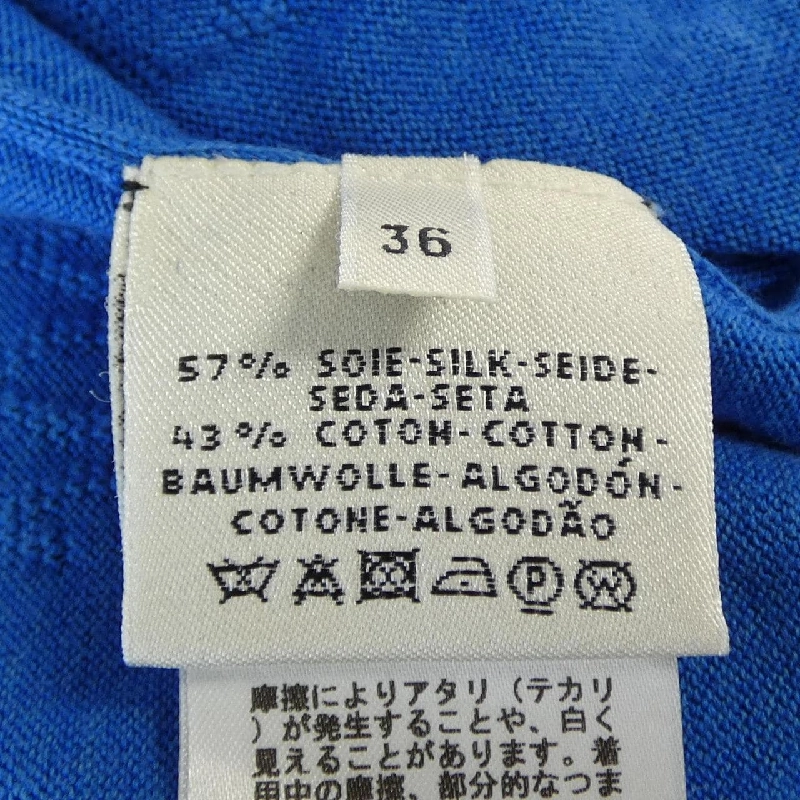 36
57% SOIE-SILK-SEIDE-
SEDA-SETA
43% COTON-COTTON-
BAUMWOLLE-ALGODÓN-
COTONE-ALGODÃO
P W
摩擦によりアタリ（テカリ
）が発生することや、白く
見えることがあります。着
用中の摩擦、部分的なつま